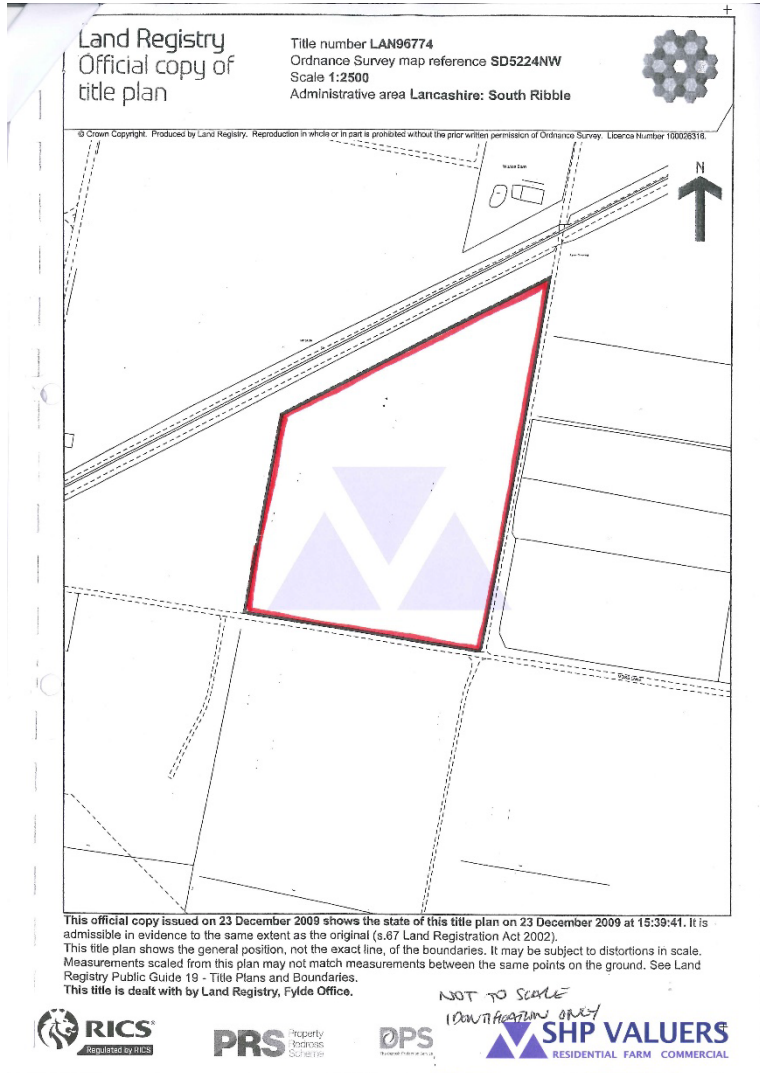 Land Registry
Official copy of
title plan
Title number LAN96774
Ordnance Survey map reference SD5224NW
Scale 1:2500
Administrative area Lancashire: South Ribble
© Crown Copyright. Produced by Land Registry. Reproduction in whole or in part is prohibited without the prior written permission of Ordnance Survey. Licence Number 100026316.
N
This official copy issued on 23 December 2009 shows the state of this title plan on 23 December 2009 at 15:39:41. It is
admissible in evidence to the same extent as the original (s.67 Land Registration Act 2002).
This title plan shows the general position, not the exact line, of the boundaries. It may be subject to distortions in scale.
Measurements scaled from this plan may not match measurements between the same points on the ground. See Land
Registry Public Guide 19 - Title Plans and Boundaries.
This title is dealt with by Land Registry, Fylde Office.
NOT TO SCALE
IDENTIFICATION ONLY
RICS
Regulated by RICS
PRS Property
Redress
Scheme
DPS
SHP VALUERS
RESIDENTIAL FARM COMMERCIAL